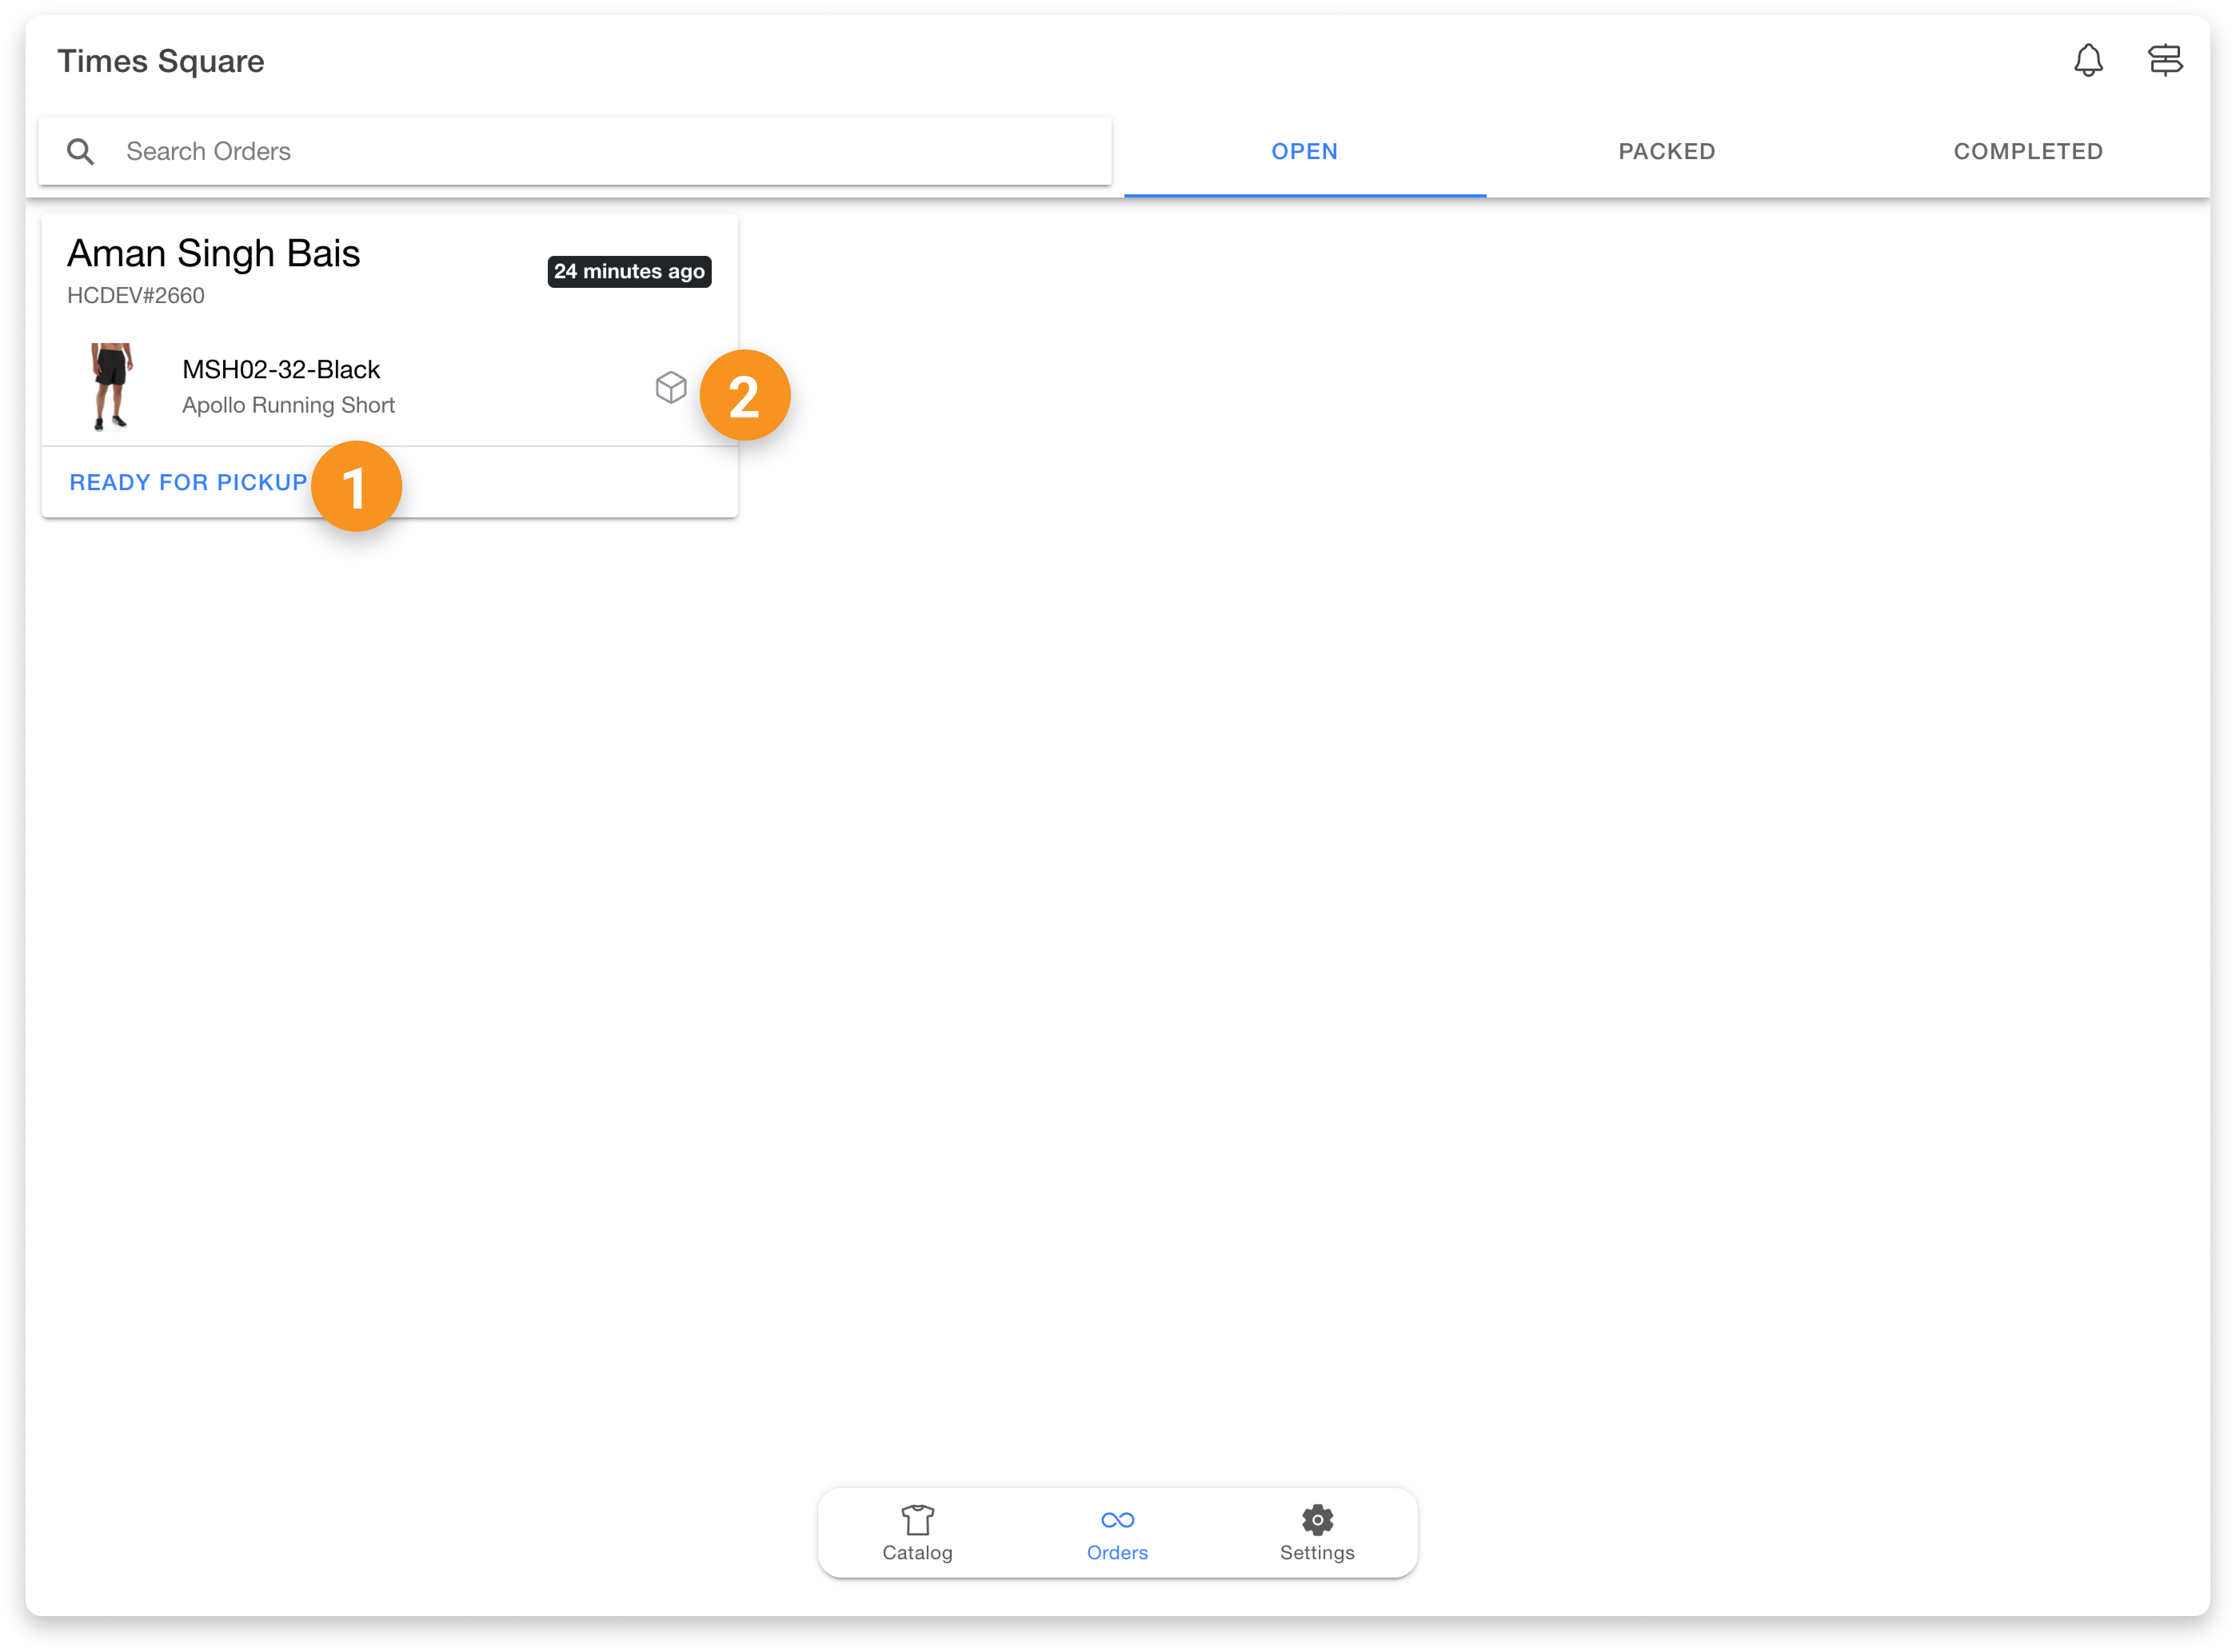 Times Square
Search Orders
OPEN
PACKED
COMPLETED
Aman Singh Bais
HCDEV#2660
24 minutes ago
MSH02-32-Black
Apollo Running Short
2
READY FOR PICKUP
1
Catalog
Orders
Settings